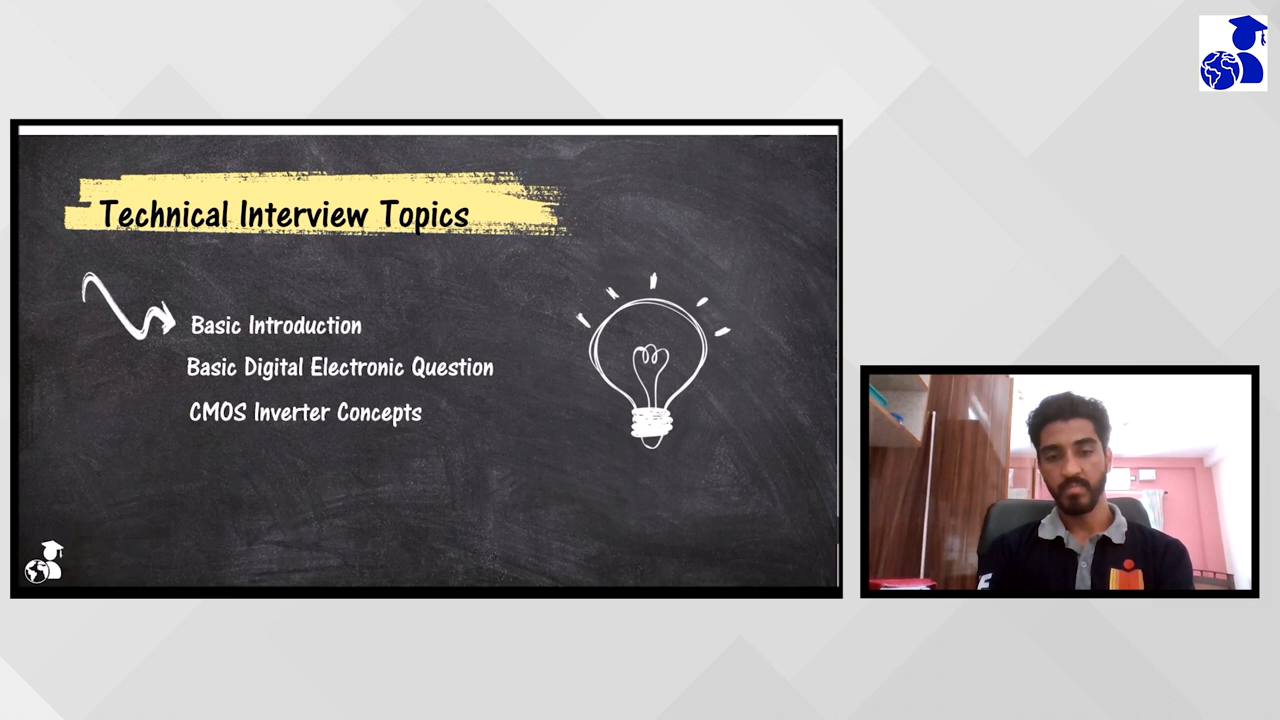 Technical Interview Topics
Basic Introduction
Basic Digital Electronic Question
CMOS Inverter Concepts